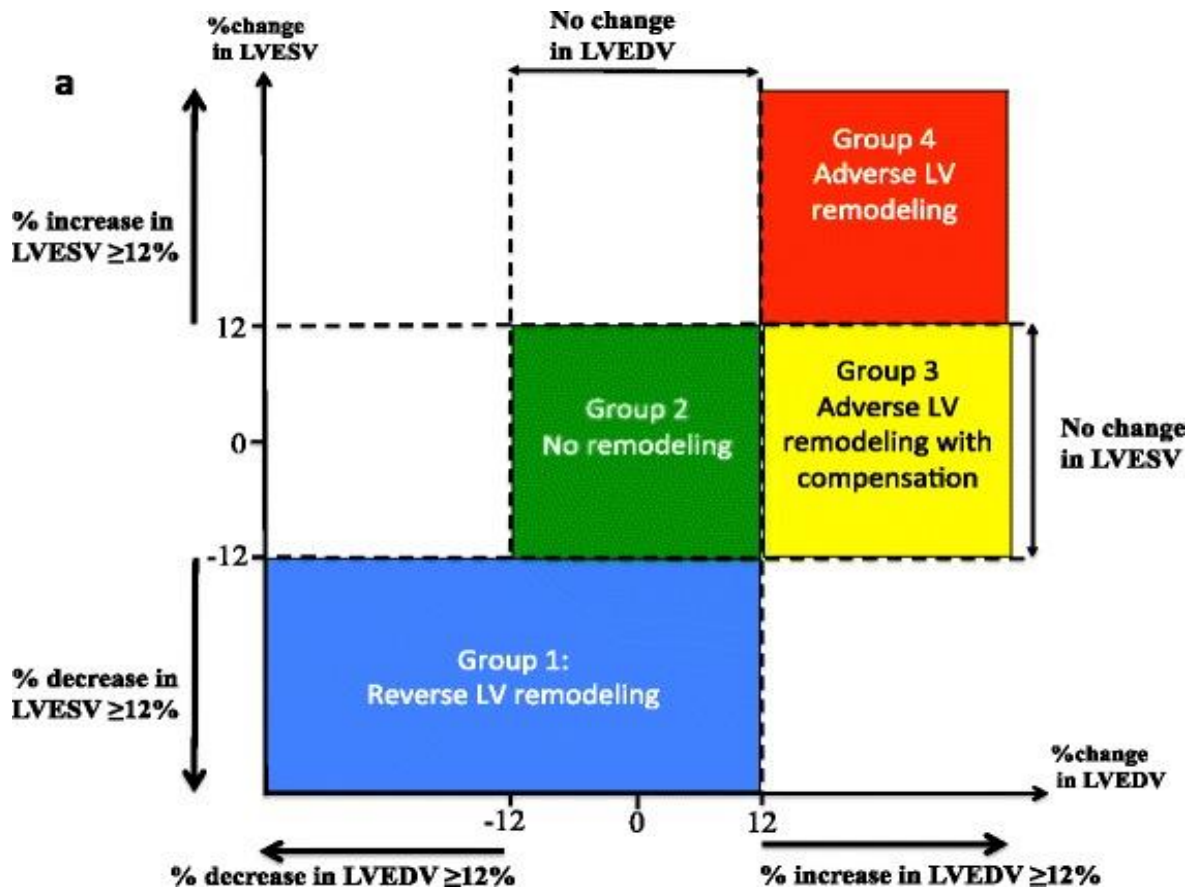 %change
in LVESV
No change
in LVEDV
a
Group 4
Adverse LV
remodeling
% increase in
LVESV ≥12%
12
Group 2
No remodeling
Group 3
Adverse LV
remodeling with
compensation
0
No change
in LVESV
-12
% decrease in
LVESV ≥12%
Group 1:
Reverse LV remodeling
%change
in LVEDV
-12
0
12
% decrease in LVEDV ≥12%
% increase in LVEDV ≥12%